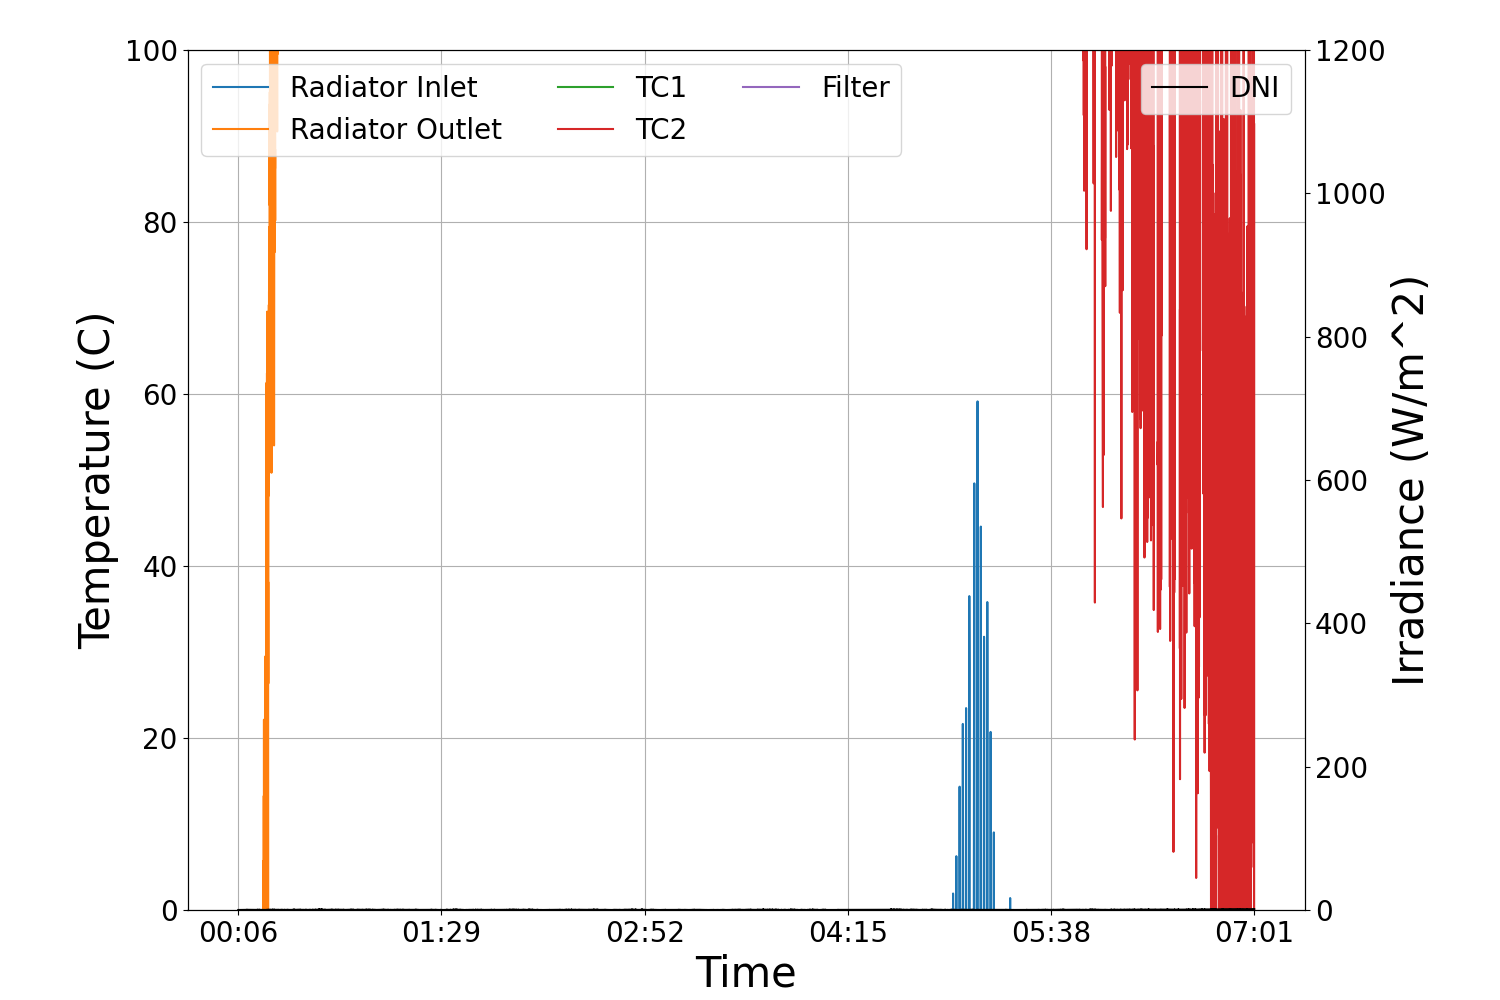 Radiator Inlet
Radiator Outlet
TC1
TC2
Filter
DNI
Temperature (C)
100
80
60
40
20
0
1200
1000
800
600
400
200
0
Irradiance (W/m^2)
00:06 01:29 02:52 04:15 05:38 07:01
Time